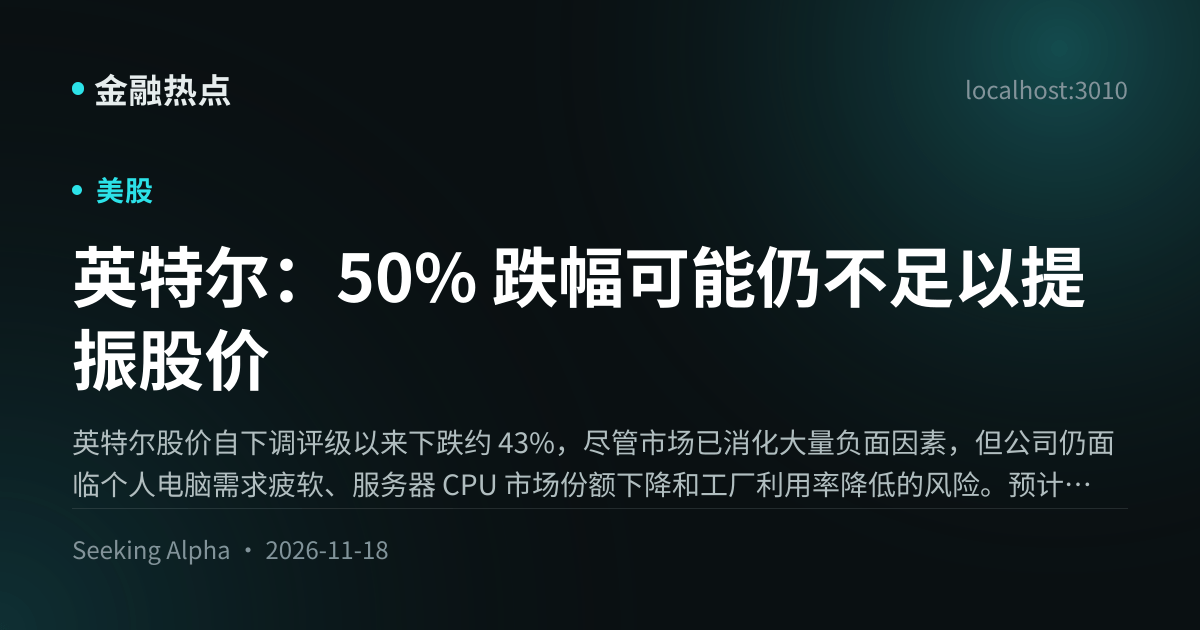 金融热点
localhost:3010
美股
英特尔：50% 跌幅可能仍不足以提
振股价
英特尔股价自下调评级以来下跌约 43%，尽管市场已消化大量负面因素，但公司仍面
临个人电脑需求疲软、服务器 CPU 市场份额下降和工厂利用率降低的风险。预计…
Seeking Alpha • 2026-11-18